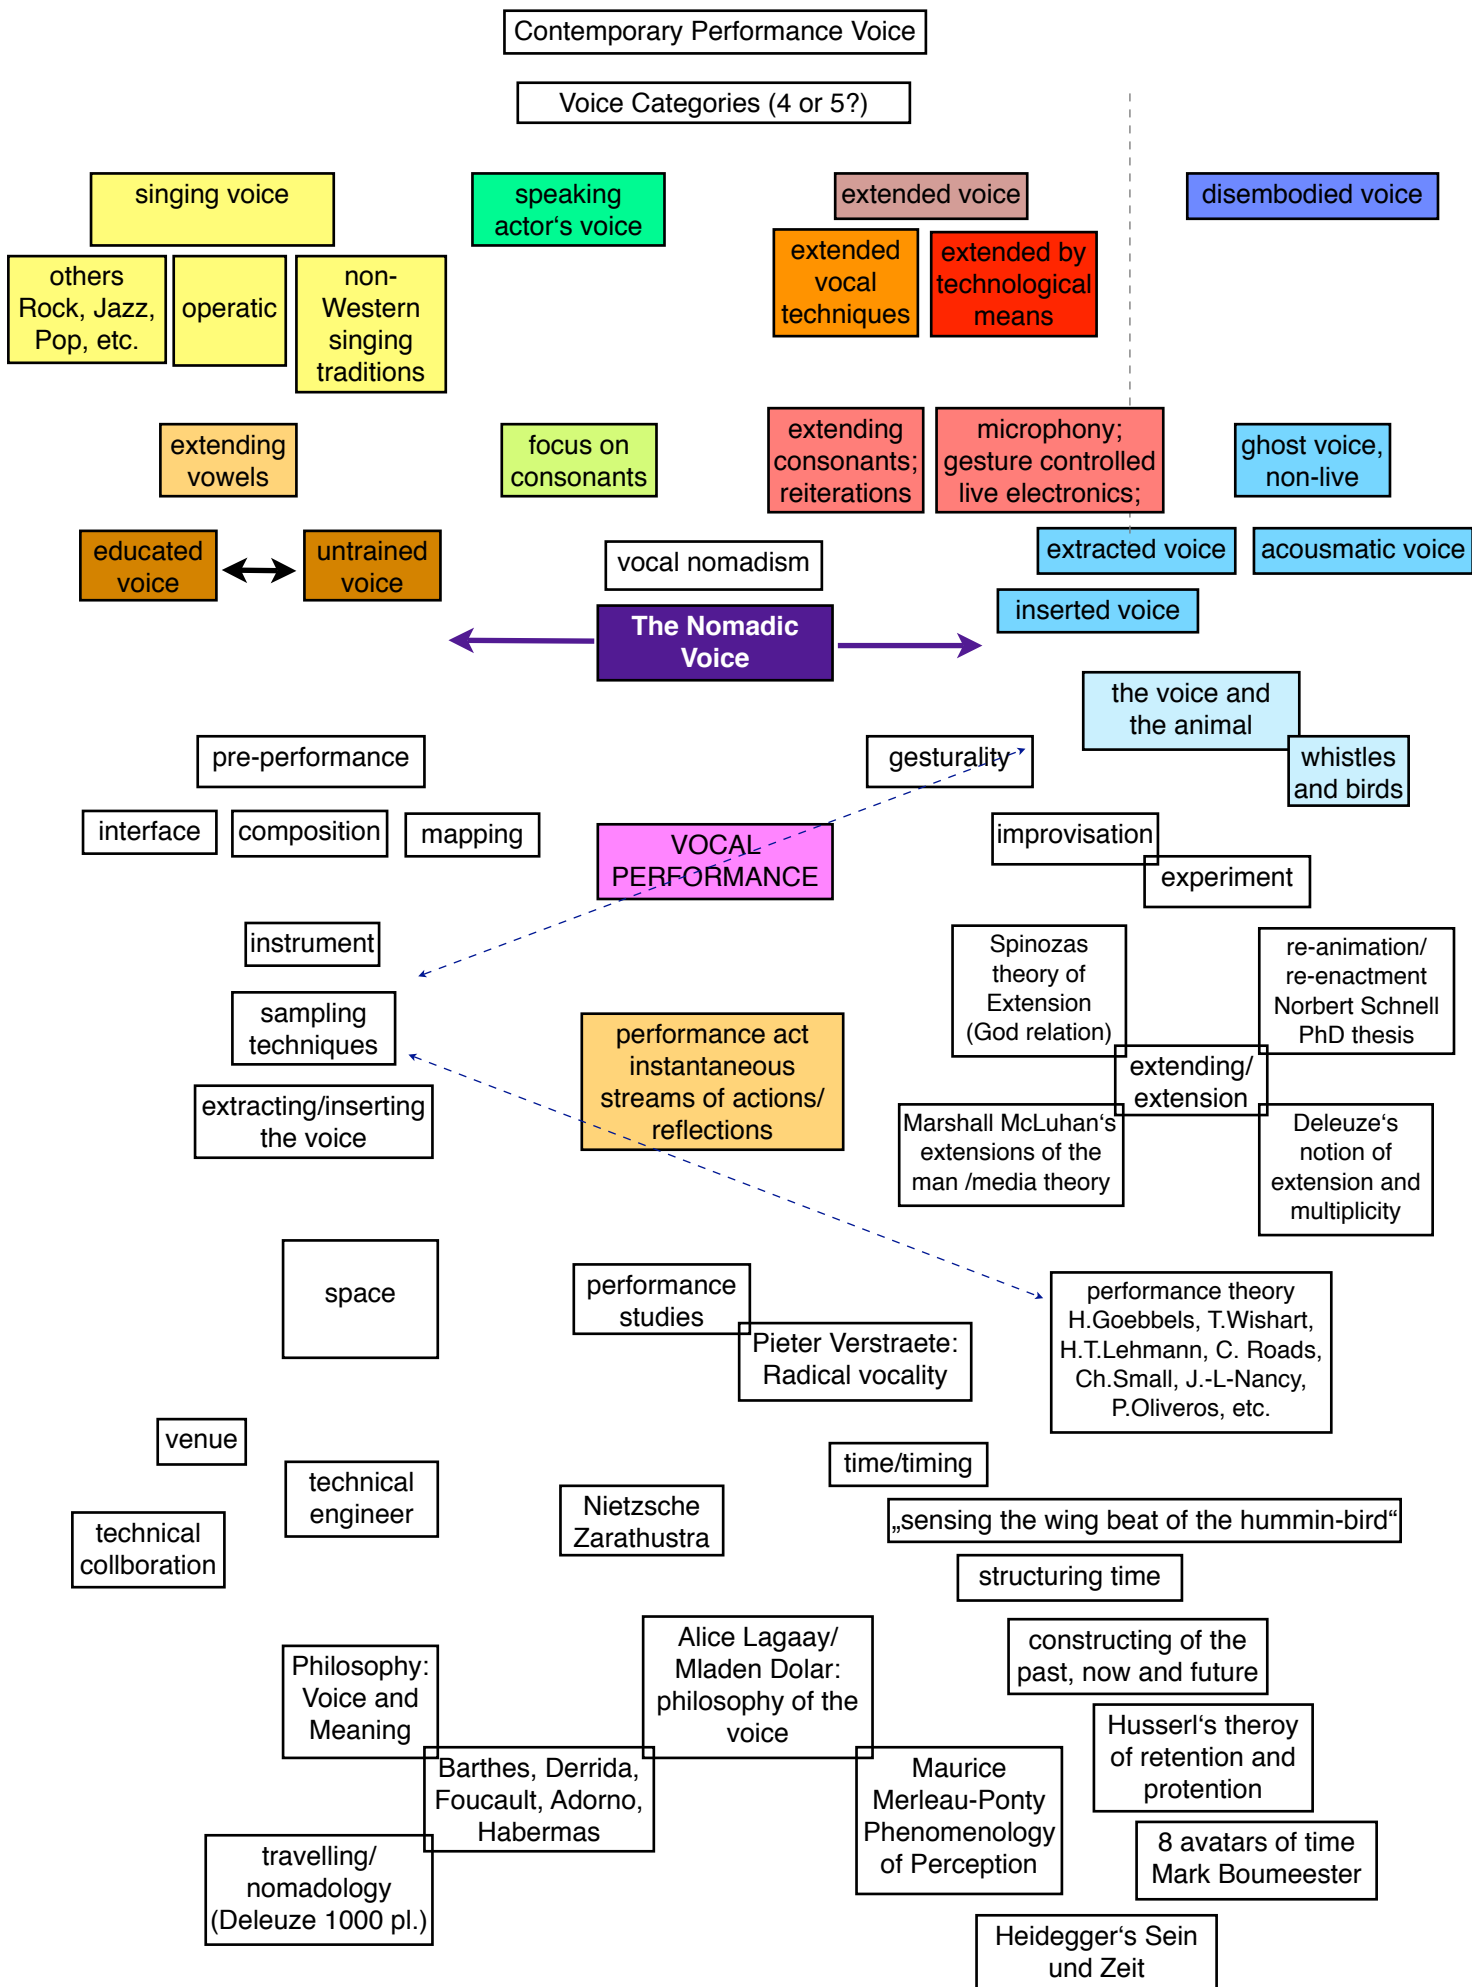 Contemporary Performance Voice
Voice Categories (4 or 5?)
singing voice
speaking
actor‘s voice
extended voice
disembodied voice
others
Rock, Jazz,
Pop, etc.
operatic
non-
Western
singing
traditions
extended
vocal
techniques
extended by
technological
means
extending
vowels
focus on
consonants
extending
consonants;
reiterations
microphony;
gesture controlled
live electronics;
ghost voice,
non-live
educated
voice
untrained
voice
vocal nomadism
extracted voice
acousmatic voice
inserted voice
The Nomadic
Voice
the voice and
the animal
whistles
and birds
pre-performance
gesturality
interface
composition
mapping
VOCAL
PERFORMANCE
improvisation
experiment
instrument
sampling
techniques
extracting/inserting
the voice
performance act
instantaneous
streams of actions/
reflections
Spinozas
theory of
Extension
(God relation)
re-animation/
re-enactment
Norbert Schnell
PhD thesis
extending/
extension
Marshall McLuhan‘s
extensions of the
man /media theory
Deleuze‘s
notion of
extension and
multiplicity
space
performance
studies
Pieter Verstraete:
Radical vocality
performance theory
H.Goebbels, T.Wishart,
H.T.Lehmann, C. Roads,
Ch.Small, J.-L-Nancy,
P.Oliveros, etc.
venue
technical
engineer
technical
collboration
Nietzsche
Zarathustra
time/timing
„sensing the wing beat of the hummin-bird“
structuring time
constructing of the
past, now and future
Philosophy:
Voice and
Meaning
Alice Lagaay/
Mladen Dolar:
philosophy of the
voice
Husserl‘s theroy
of retention and
protention
Barthes, Derrida,
Foucault, Adorno,
Habermas
Maurice
Merleau-Ponty
Phenomenology
of Perception
8 avatars of time
Mark Boumeester
travelling/
nomadology
(Deleuze 1000 pl.)
Heidegger‘s Sein
und Zeit